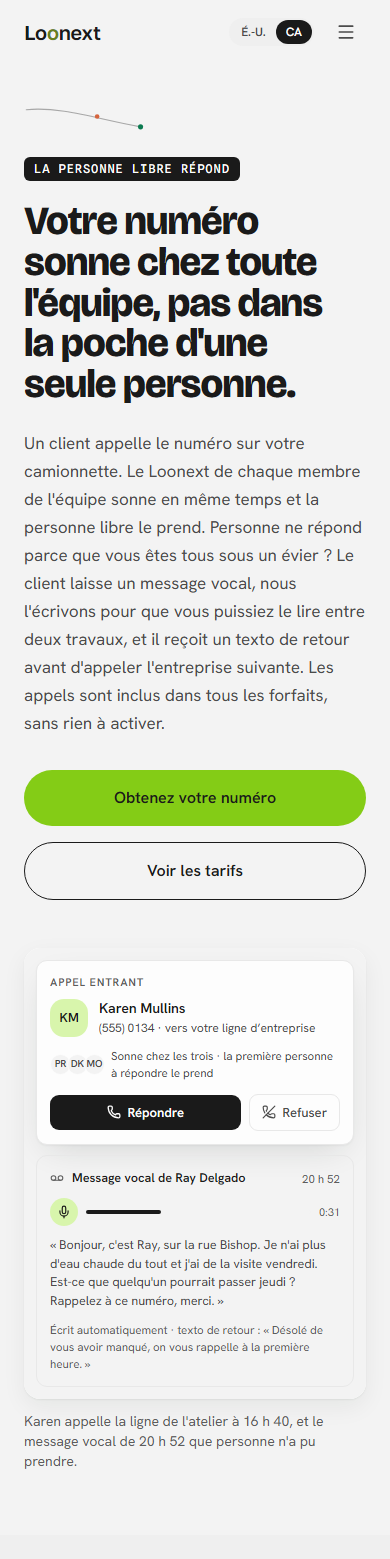 Loonext
É.-U. CA
LA PERSONNE LIBRE RÉPOND
Votre numéro
sonne chez toute
l'équipe, pas dans
la poche d'une
seule personne.
Un client appelle le numéro sur votre
camionnette. Le Loonext de chaque membre
de l'équipe sonne en même temps et la
personne libre le prend. Personne ne répond
parce que vous êtes tous sous un évier ? Le
client laisse un message vocal, nous
l'écrivons pour que vous puissiez le lire entre
deux travaux, et il reçoit un texto de retour
avant d'appeler l'entreprise suivante. Les
appels sont inclus dans tous les forfaits,
sans rien à activer.
Obtenez votre numéro
Voir les tarifs
APPEL ENTRANT
KM
Karen Mullins
(555) 0134 · vers votre ligne d’entreprise
PR DK MO
Sonne chez les trois · la première personne
à répondre le prend
Répondre
Refuser
Message vocal de Ray Delgado 20 h 52
0:31
« Bonjour, c'est Ray, sur la rue Bishop. Je n'ai plus
d'eau chaude du tout et j'ai de la visite vendredi.
Est-ce que quelqu'un pourrait passer jeudi ?
Rappelez à ce numéro, merci. »
Écrit automatiquement · texto de retour : « Désolé de
vous avoir manqué, on vous rappelle à la première
heure. »
Karen appelle la ligne de l'atelier à 16 h 40, et le
message vocal de 20 h 52 que personne n'a pu
prendre.